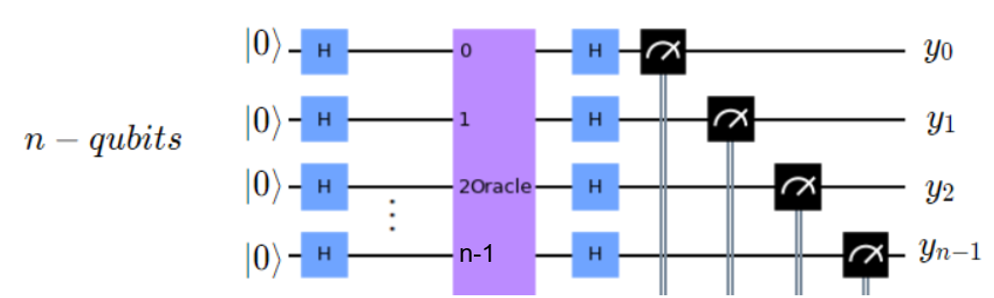 |0⟩ H 0 H y₀
|0⟩ H 1 H y₁
n − qubits
|0⟩ H 2Oracle H y₂
|0⟩ H n-1 H yₙ₋₁